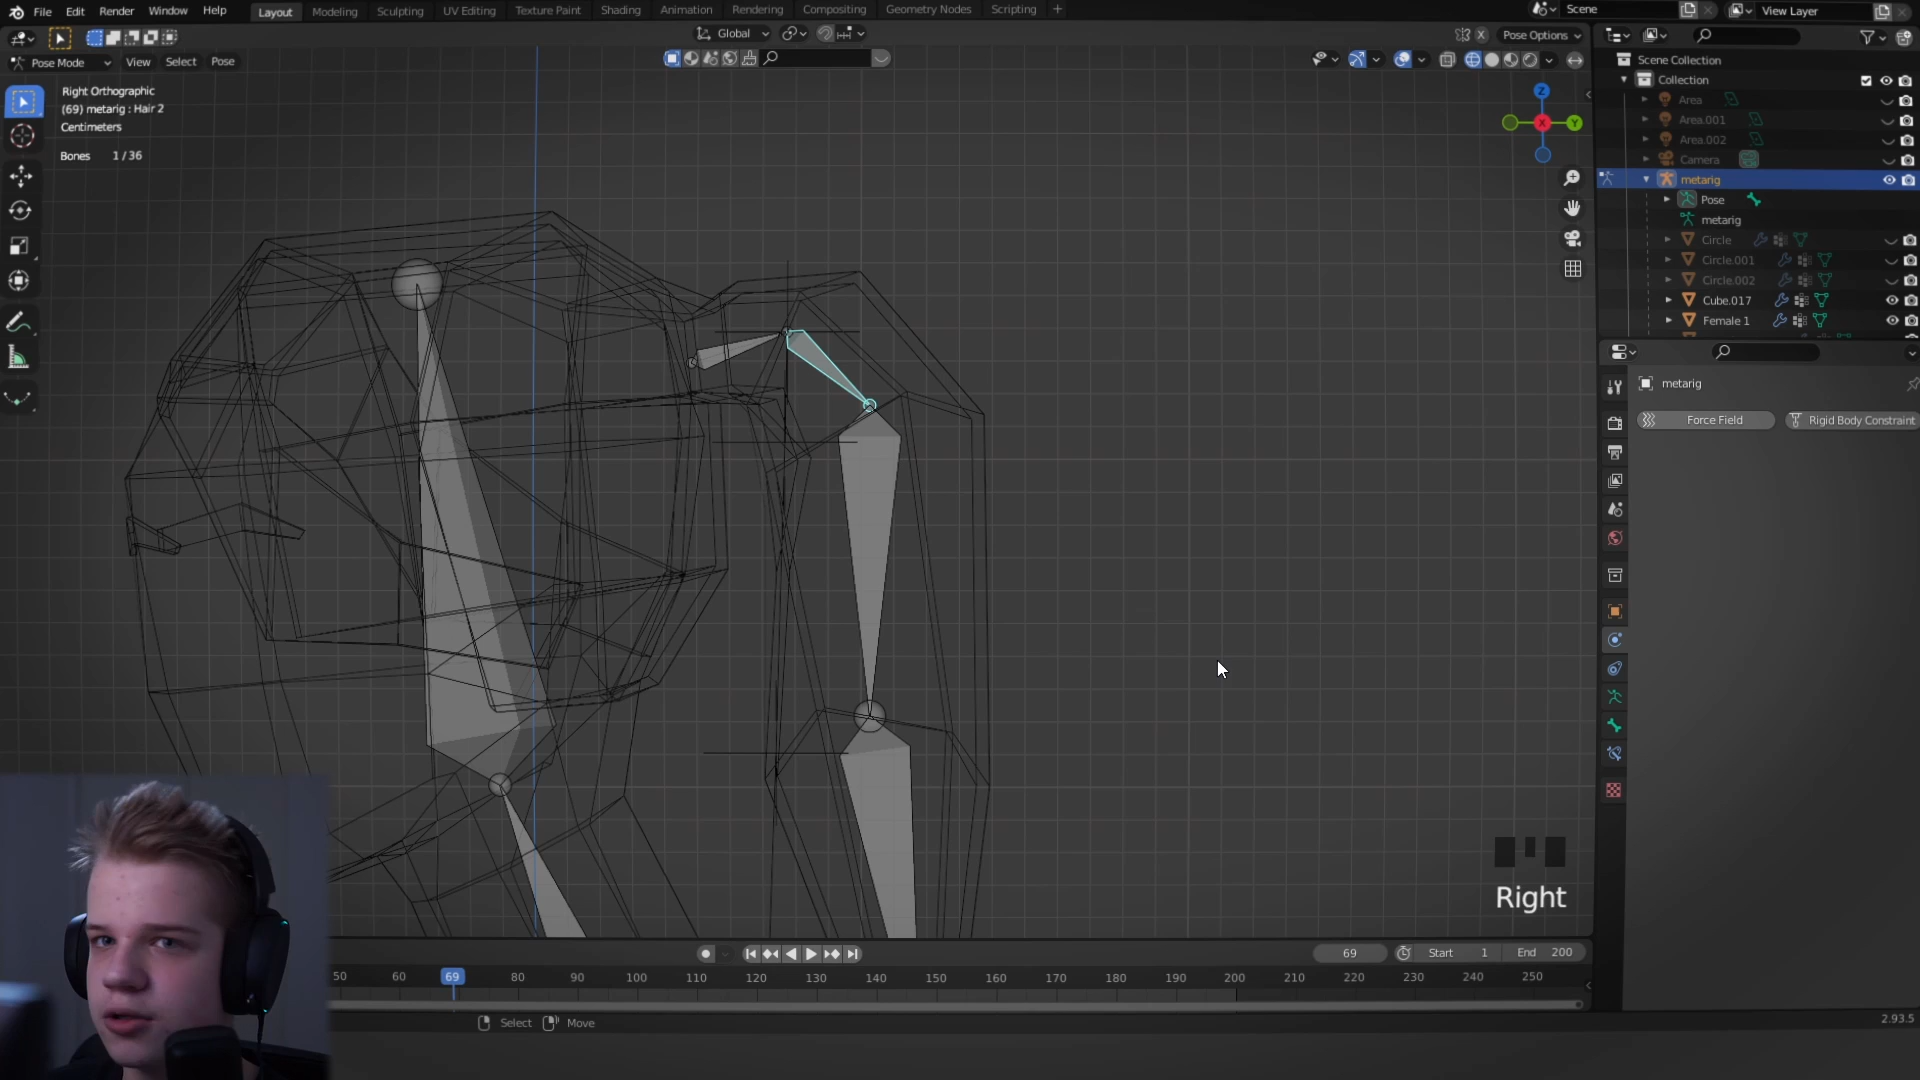 File Edit Render Window Help Layout Modeling Sculpting UV Editing Texture Paint Shading Animation Rendering Compositing Geometry Nodes Scripting +
Scene View Layer
Global Pose Options
Pose Mode View Select Pose
Right Orthographic
(69) metarig : Hair 2
Centimeters
Bones 1 / 36
Z
X
Y
Scene Collection
Collection
Area
Area.001
Area.002
Camera
metarig
Pose
metarig
Circle
Circle.001
Circle.002
Cube.017
Female 1
metarig
Force Field Rigid Body Constraint
Right
69 Start 1 End 200
50 60 69 80 90 100 110 120 130 140 150 160 170 180 190 200 210 220 230 240 250
Select Move
2.93.5